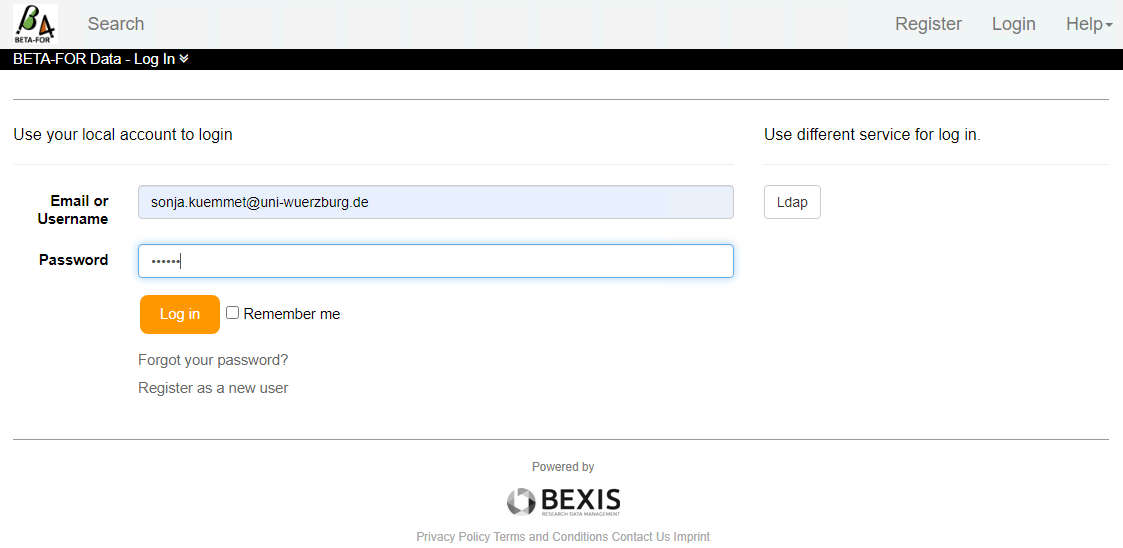 BETA-FOR
Search
Register
Login
Help
BETA-FOR Data - Log In
Use your local account to login
Use different service for log in.
Email or
Username
sonja.kuemmet@uni-wuerzburg.de
Ldap
Password
••••••
Log in
Remember me
Forgot your password?
Register as a new user
Powered by
BEXIS
RESEARCH DATA MANAGEMENT
Privacy Policy Terms and Conditions Contact Us Imprint